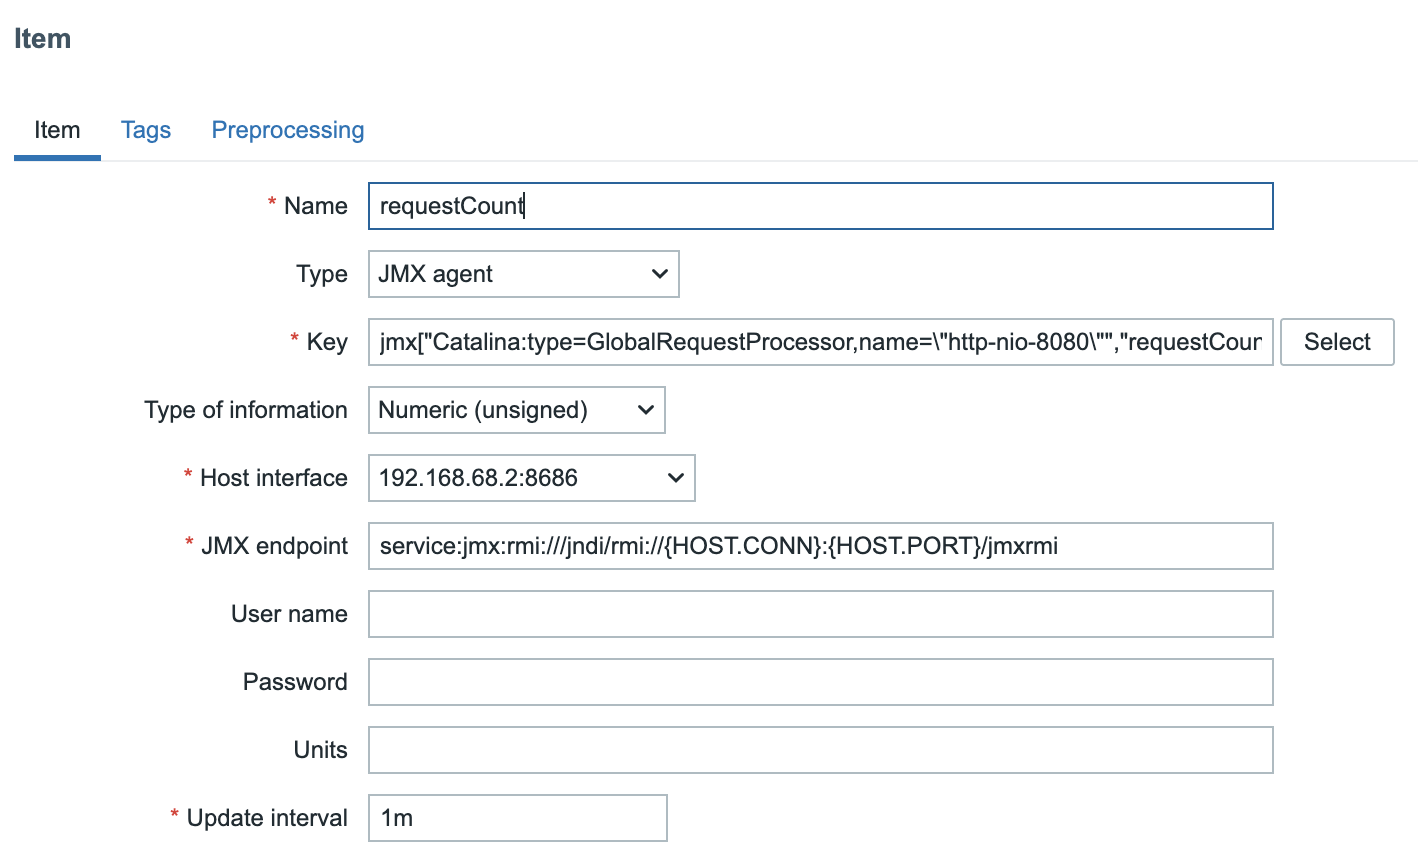 Item
Item Tags Preprocessing
* Name requestCount
Type JMX agent
* Key jmx["Catalina:type=GlobalRequestProcessor,name=\"http-nio-8080\"","requestCour Select
Type of information Numeric (unsigned)
* Host interface 192.168.68.2:8686
* JMX endpoint service:jmx:rmi:///jndi/rmi://{HOST.CONN}:{HOST.PORT}/jmxrmi
User name
Password
Units
* Update interval 1m